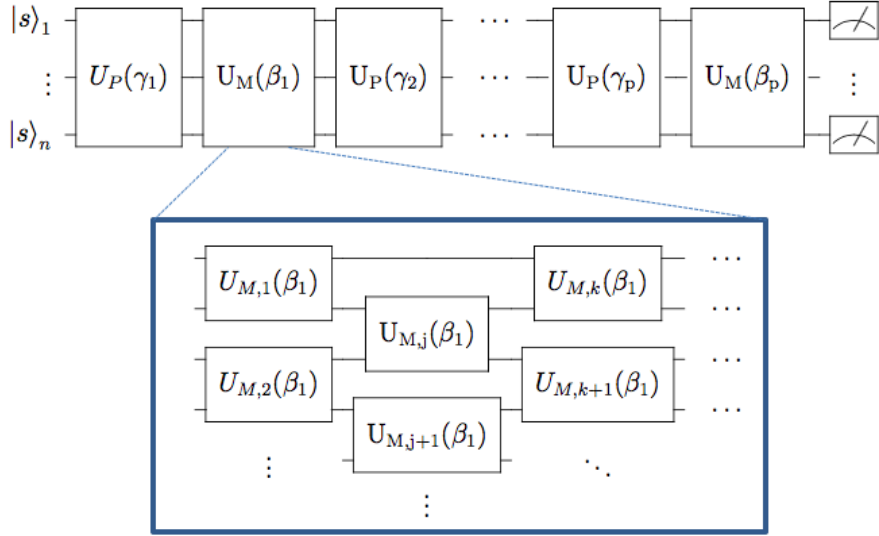 |s⟩₁
U_P(γ₁) U_M(β₁) U_P(γ₂) ⋯ U_P(γ_p) U_M(β_p)
|s⟩ₙ
U_{M,1}(β₁) U_{M,k}(β₁) ⋯
U_{M,j}(β₁) ⋯
U_{M,2}(β₁) U_{M,k+1}(β₁) ⋯
U_{M,j+1}(β₁) ⋯